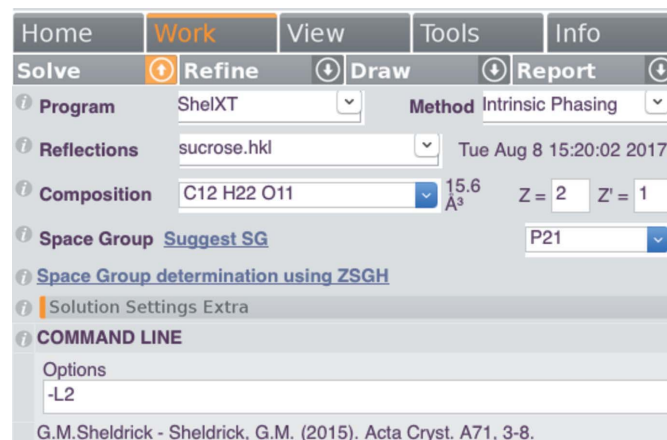 Home Work View Tools Info
Solve Refine Draw Report
Program ShelXT Method Intrinsic Phasing
Reflections sucrose.hkl Tue Aug 8 15:20:02 2017
Composition C12 H22 O11 15.6 Å³ Z = 2 Z' = 1
Space Group Suggest SG P21
Space Group determination using ZSGH
Solution Settings Extra
COMMAND LINE
Options
-L2
G.M.Sheldrick - Sheldrick, G.M. (2015). Acta Cryst. A71, 3-8.